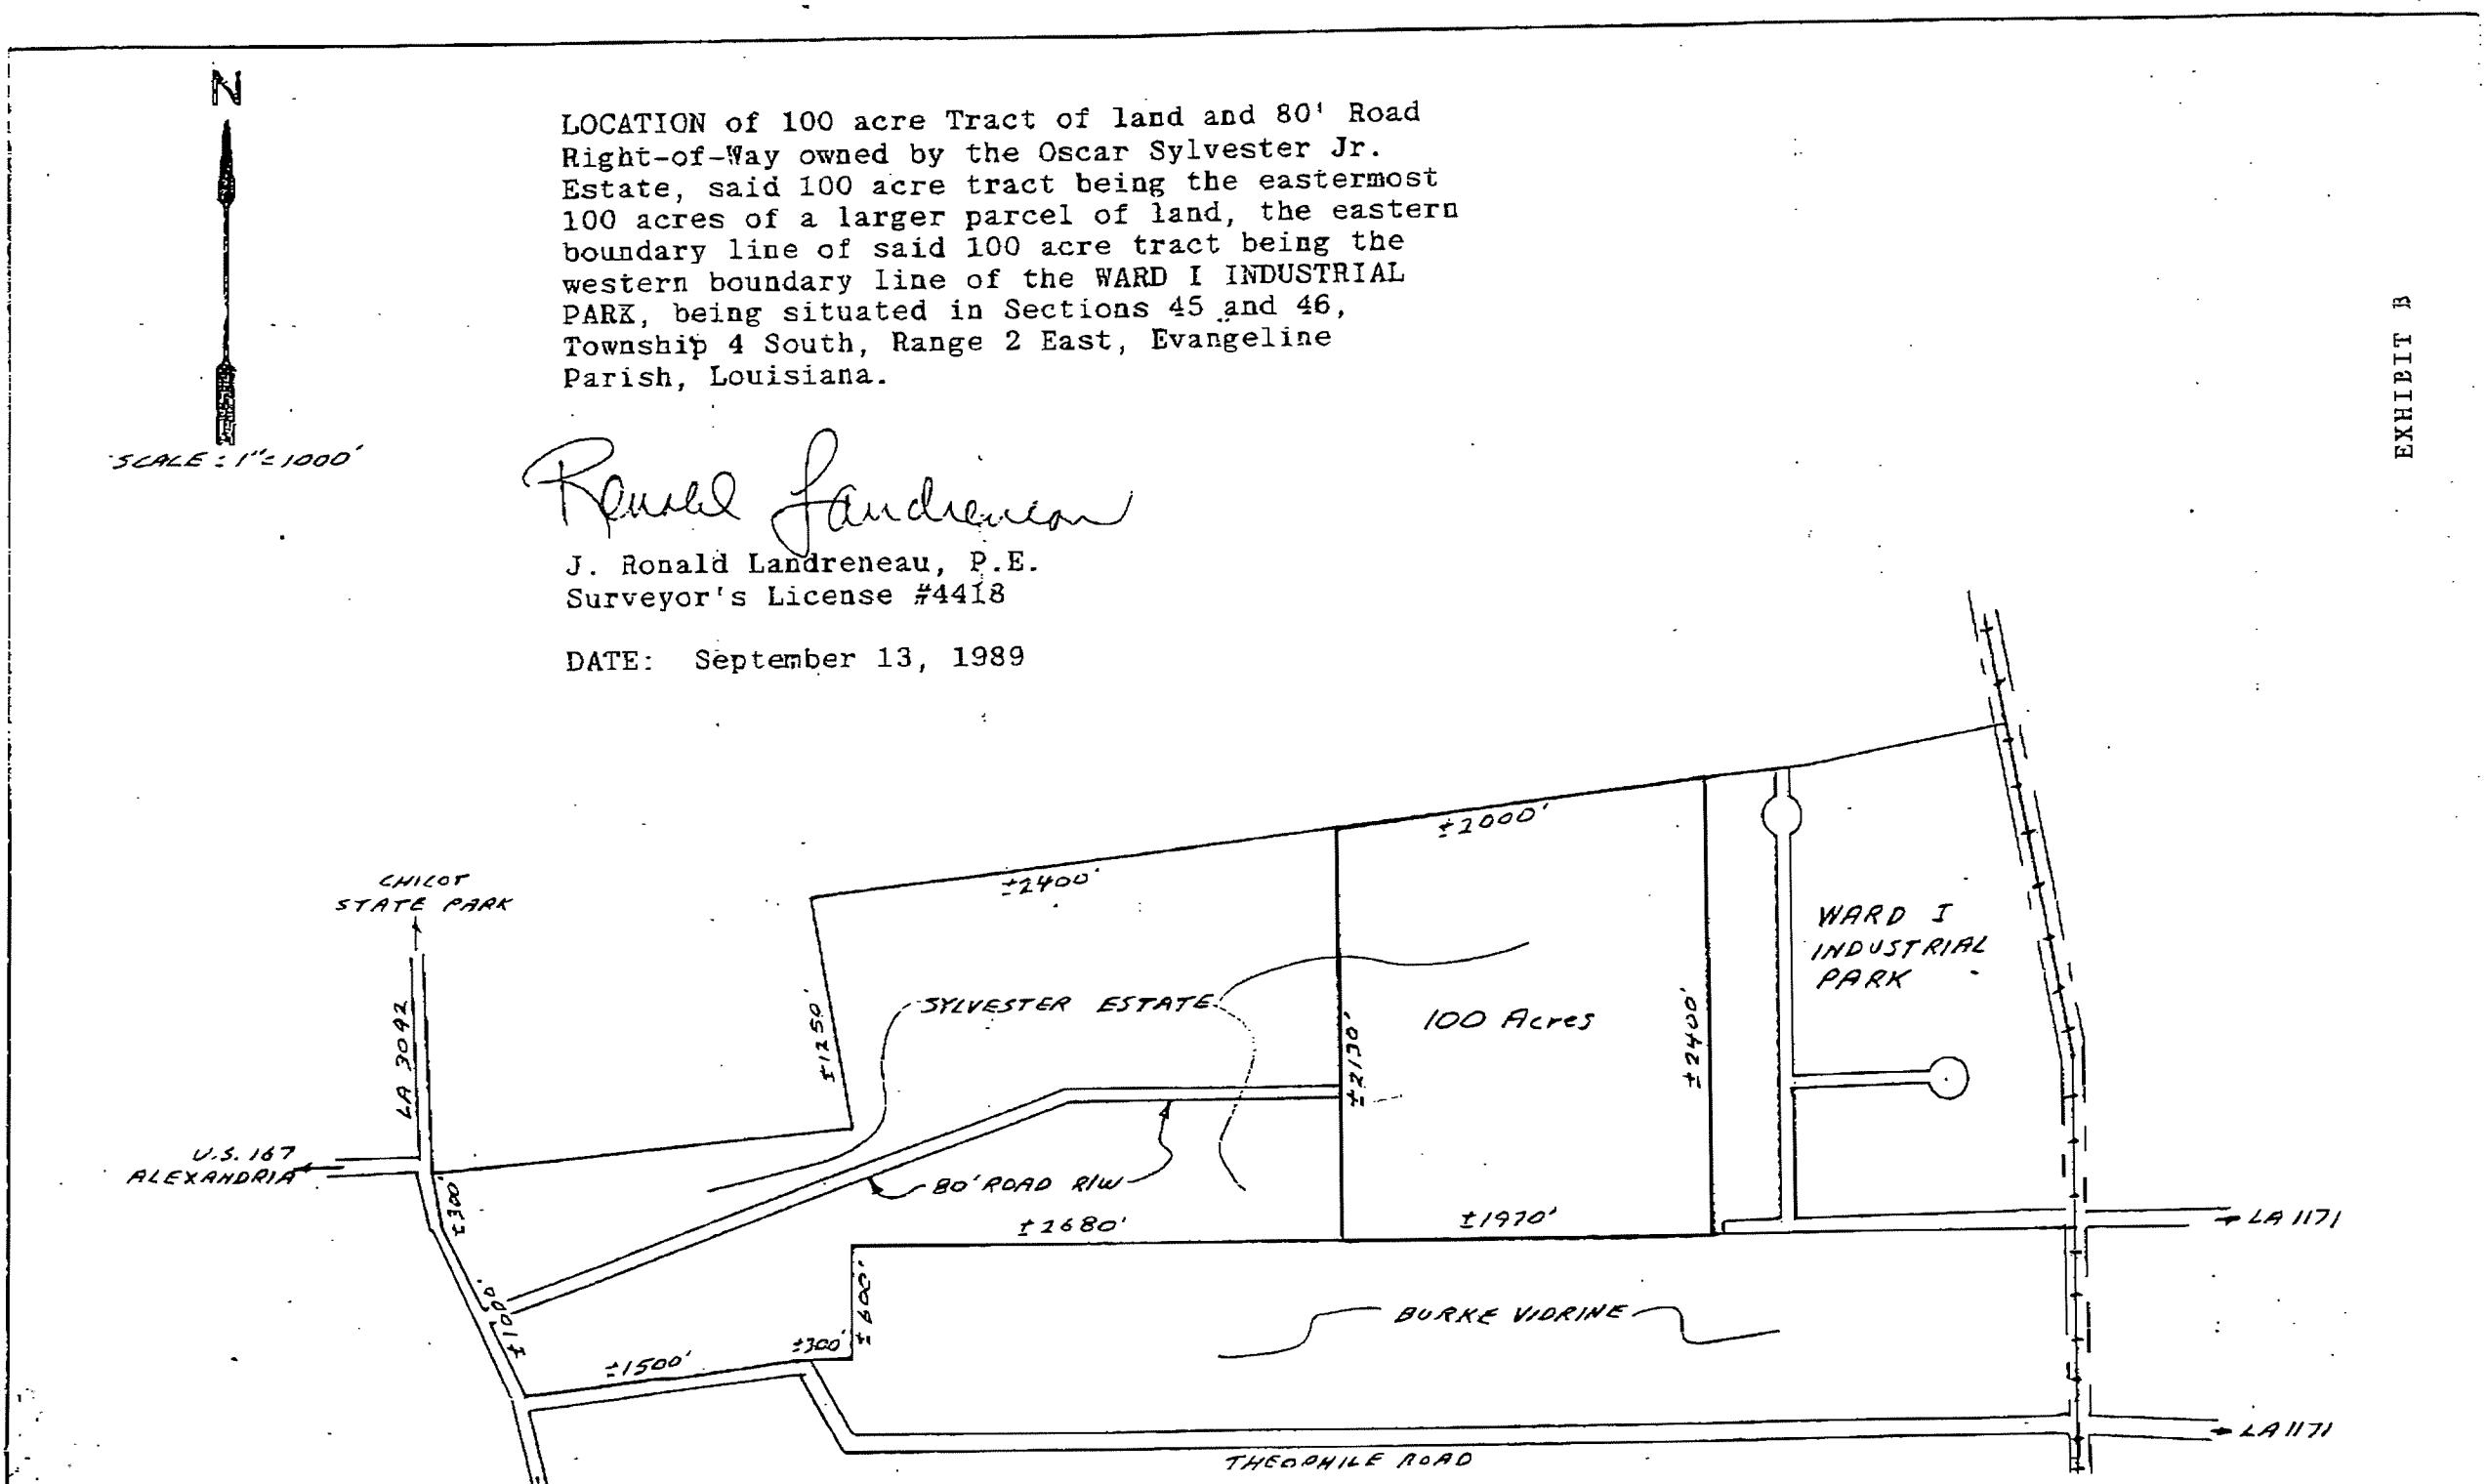 N
SCALE : 1"=1000'
LOCATION of 100 acre Tract of land and 80' Road
Right-of-Way owned by the Oscar Sylvester Jr.
Estate, said 100 acre tract being the eastermost
100 acres of a larger parcel of land, the eastern
boundary line of said 100 acre tract being the
western boundary line of the WARD I INDUSTRIAL
PARK, being situated in Sections 45 and 46,
Township 4 South, Range 2 East, Evangeline
Parish, Louisiana.
EXHIBIT B
Ronald Landreneau
J. Ronald Landreneau, P.E.
Surveyor's License #4418
DATE: September 13, 1989
±2000'
±2400'
CHICOT
STATE PARK
WARD I
INDUSTRIAL
PARK
LA 3092
±1250'
SYLVESTER ESTATE
±2130'
100 Acres
±2400'
U.S. 167
ALEXANDRIA
±300'
80' ROAD R/W
±2680'
±1970'
LA 1171
±1000'
±600'
BURKE VIDRINE
±1500'
±300'
LA 1171
THEOPHILE ROAD